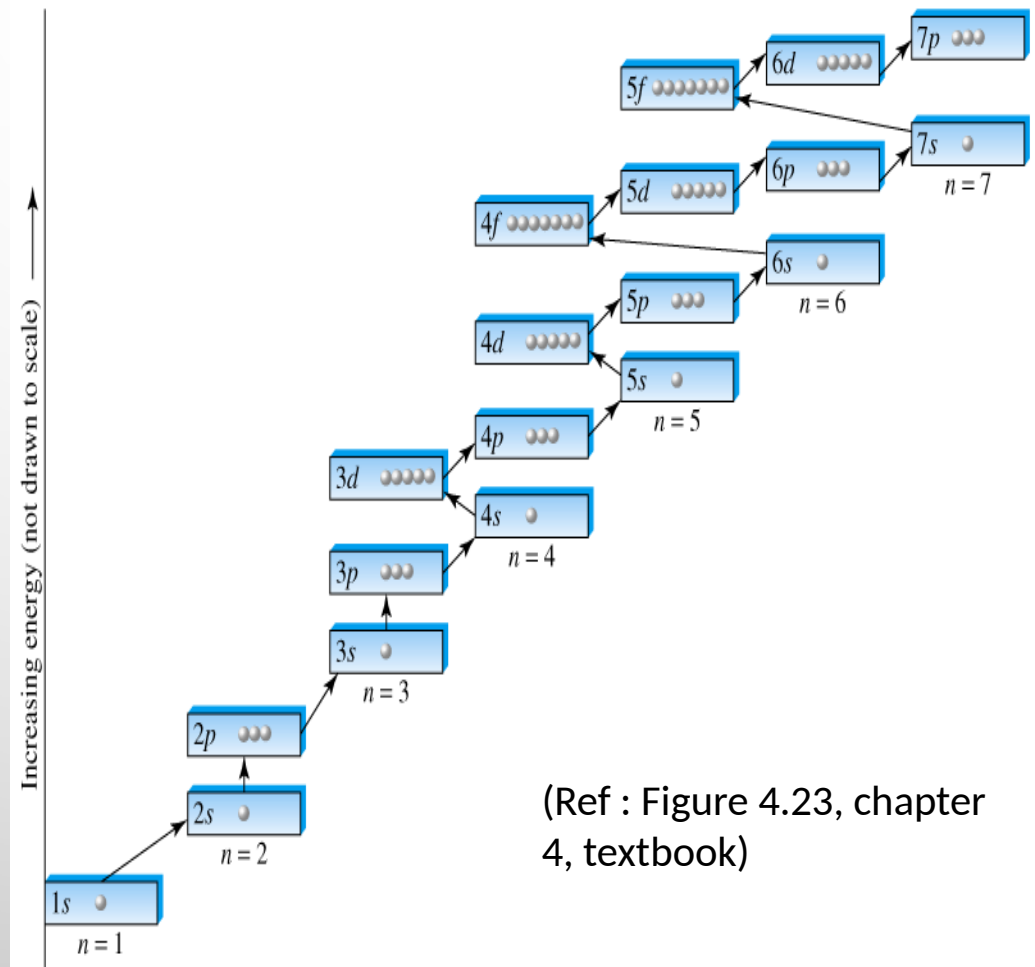 7p
6d
5f
7s
n = 7
6p
5d
4f
6s
n = 6
5p
4d
5s
n = 5
4p
3d
4s
n = 4
3p
3s
n = 3
2p
2s
n = 2
1s
n = 1
Increasing energy (not drawn to scale)
(Ref : Figure 4.23, chapter
4, textbook)